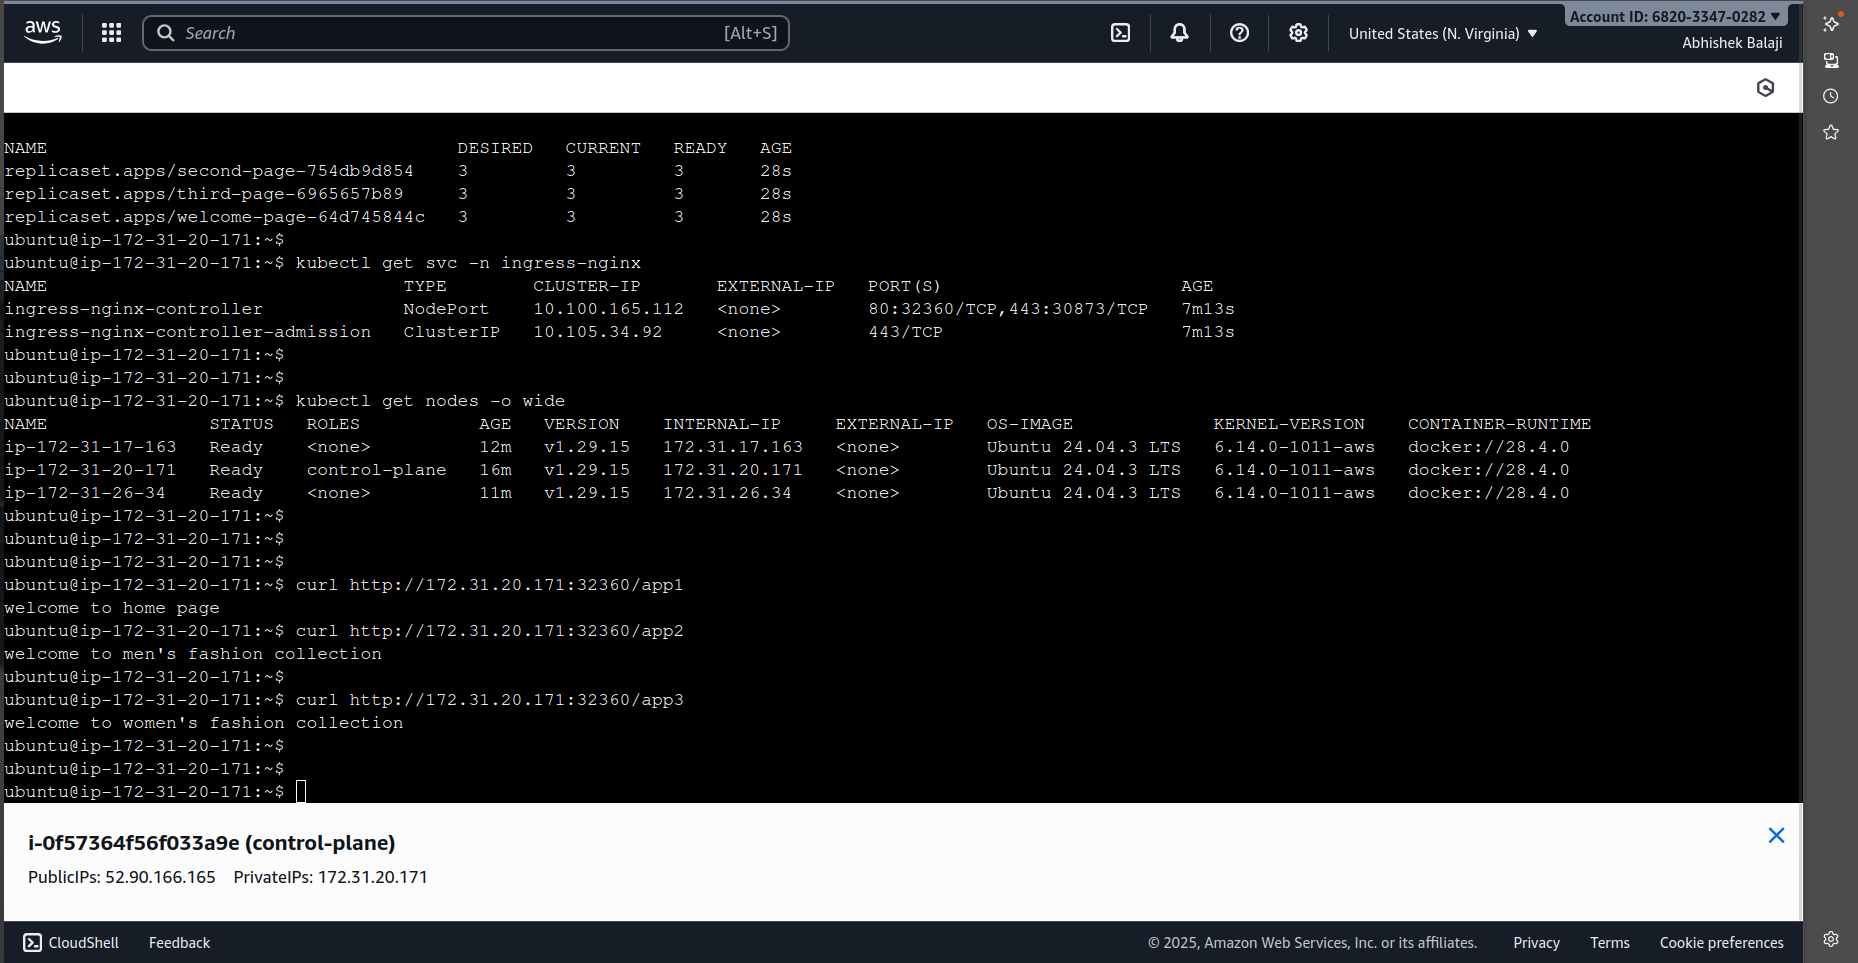 aws
Search [Alt+S]
United States (N. Virginia)
Account ID: 6820-3347-0282
Abhishek Balaji
NAME DESIRED CURRENT READY AGE
replicaset.apps/second-page-754db9d854 3 3 3 28s
replicaset.apps/third-page-6965657b89 3 3 3 28s
replicaset.apps/welcome-page-64d745844c 3 3 3 28s
ubuntu@ip-172-31-20-171:~$
ubuntu@ip-172-31-20-171:~$ kubectl get svc -n ingress-nginx
NAME TYPE CLUSTER-IP EXTERNAL-IP PORT(S) AGE
ingress-nginx-controller NodePort 10.100.165.112 <none> 80:32360/TCP,443:30873/TCP 7m13s
ingress-nginx-controller-admission ClusterIP 10.105.34.92 <none> 443/TCP 7m13s
ubuntu@ip-172-31-20-171:~$
ubuntu@ip-172-31-20-171:~$
ubuntu@ip-172-31-20-171:~$ kubectl get nodes -o wide
NAME STATUS ROLES AGE VERSION INTERNAL-IP EXTERNAL-IP OS-IMAGE KERNEL-VERSION CONTAINER-RUNTIME
ip-172-31-17-163 Ready <none> 12m v1.29.15 172.31.17.163 <none> Ubuntu 24.04.3 LTS 6.14.0-1011-aws docker://28.4.0
ip-172-31-20-171 Ready control-plane 16m v1.29.15 172.31.20.171 <none> Ubuntu 24.04.3 LTS 6.14.0-1011-aws docker://28.4.0
ip-172-31-26-34 Ready <none> 11m v1.29.15 172.31.26.34 <none> Ubuntu 24.04.3 LTS 6.14.0-1011-aws docker://28.4.0
ubuntu@ip-172-31-20-171:~$
ubuntu@ip-172-31-20-171:~$
ubuntu@ip-172-31-20-171:~$
ubuntu@ip-172-31-20-171:~$ curl http://172.31.20.171:32360/app1
welcome to home page
ubuntu@ip-172-31-20-171:~$ curl http://172.31.20.171:32360/app2
welcome to men's fashion collection
ubuntu@ip-172-31-20-171:~$
ubuntu@ip-172-31-20-171:~$ curl http://172.31.20.171:32360/app3
welcome to women's fashion collection
ubuntu@ip-172-31-20-171:~$
ubuntu@ip-172-31-20-171:~$
ubuntu@ip-172-31-20-171:~$
i-0f57364f56f033a9e (control-plane)
PublicIPs: 52.90.166.165 PrivateIPs: 172.31.20.171
CloudShell Feedback © 2025, Amazon Web Services, Inc. or its affiliates. Privacy Terms Cookie preferences